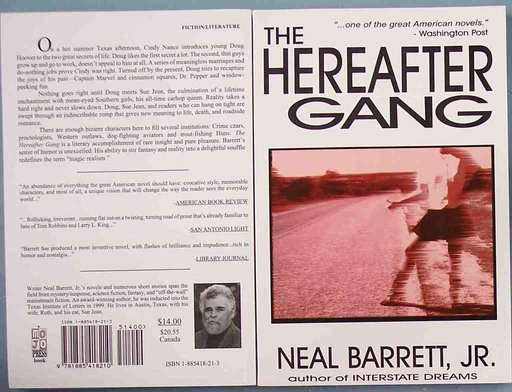 FICTION/LITERATURE
On a hot summer Texas afternoon, Cindy Nance introduces young Doug
Hoover to the two great secrets of life. Doug likes the first secret a lot. The second, that guys
grow up and go to work, doesn't appeal to him at all. A series of meaningless marriages and
do-nothing jobs prove Cindy was right. Turned off by the present, Doug tries to recapture
the joys of his past—Captain Marvel and cinnamon squares, Dr. Pepper and window-
peeking fun.
Nothing goes right until Doug meets Sue Jean, the culmination of a lifetime
enchantment with mean-eyed Southern girls, his all-time carhop queen. Reality takes a
hard right and never slows down. Doug, Sue Jean, and readers who can hang on tight are
swept through an indescribable romp that gives new meaning to life, death, and roadside
romance.
There are enough bizarre characters here to fill several institutions: Crime czars,
proctologists, Western outlaws, dog-fighting aviators and trout-fishing Huns. The
Hereafter Gang is a literary accomplishment of rare insight and pure pleasure. Barrett's
sense of humor is unexcelled. His ability to stir fantasy and reality into a delightful souffle
redefines the term "magic realism."
"An abundance of everything the great American novel should have: evocative style, memorable
characters, and most of all, a unique vision that will change the way the reader sees the everyday
world..."
-AMERICAN BOOK REVIEW
"...Rollicking, irreverent...running flat out on a twisting, turning road of prose that's already familiar to
fans of Tom Robbins and Larry L. King..."
-SAN ANTONIO LIGHT
"Barrett has produced a most inventive novel, with flashes of brilliance and impudence...rich in
humor and nostalgia..."
-LIBRARY JOURNAL
Writer Neal Barrett, Jr.'s novels and numerous short stories span the
field from mystery/suspense, science fiction, fantasy, and "off-the-wall"
mainstream fiction. An award-winning author, he was inducted into the
Texas Institute of Letters in 1999. He lives in Austin, Texas, with his
wife, Ruth, and his cat, Sue Jean.
MOJO
PRESS
book
ISBN 1-885418-21-3
51400
9 781885 418210
$14.00
$20.55
Canada
ISBN 1-885418-21-3
"...one of the great American novels."
- Washington Post
THE
HEREAFTER
GANG
NEAL BARRETT, JR.
author of INTERSTATE DREAMS